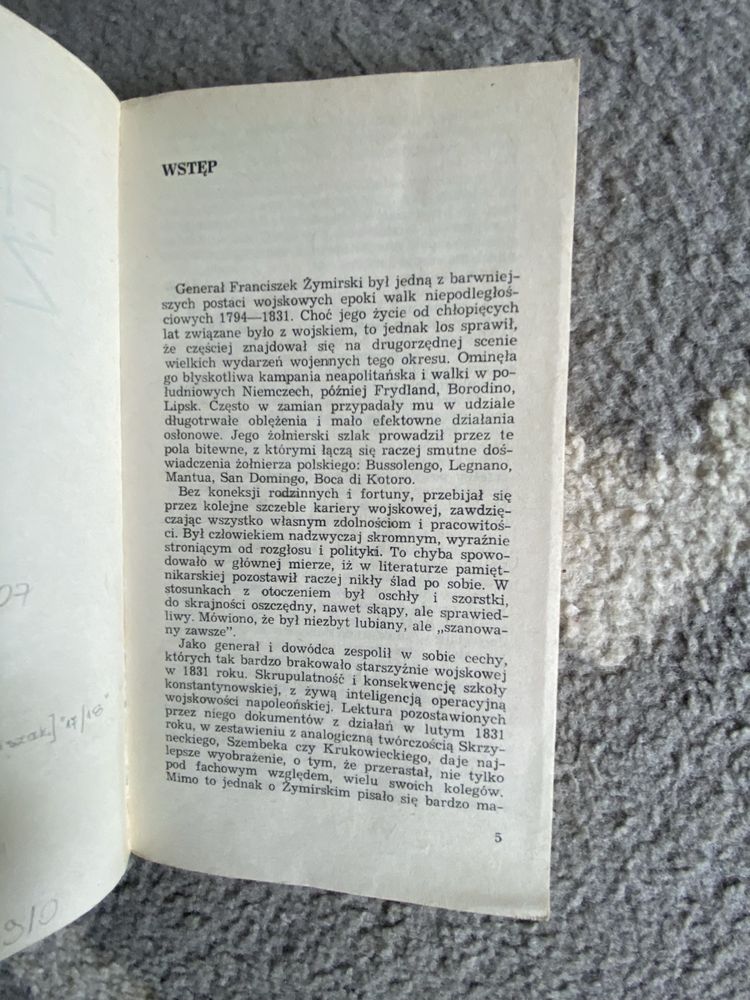 WSTĘP
Generał Franciszek Żymirski był jedną z barwniej-
szych postaci wojskowych epoki walk niepodległoś-
ciowych 1794—1831. Choć jego życie od chłopięcych
lat związane było z wojskiem, to jednak los sprawił,
że częściej znajdował się na drugorzędnej scenie
wielkich wydarzeń wojennych tego okresu. Ominęła
go błyskotliwa kampania neapolitańska i walki w po-
łudniowych Niemczech, później Frydland, Borodino,
Lipsk. Często w zamian przypadały mu w udziale
długotrwałe oblężenia i mało efektowne działania
osłonowe. Jego żołnierski szlak prowadził przez te
pola bitewne, z którymi łączą się raczej smutne doś-
wiadczenia żołnierza polskiego: Bussolengo, Legnano,
Mantua, San Domingo, Boca di Kotoro.
Bez koneksji rodzinnych i fortuny, przebijał się
przez kolejne szczeble kariery wojskowej, zawdzię-
czając wszystko własnym zdolnościom i pracowitoś-
ci. Był człowiekiem nadzwyczaj skromnym, wyraźnie
stroniącym od rozgłosu i polityki. To chyba spowo-
dowało w głównej mierze, iż w literaturze pamięt-
nikarskiej pozostawił raczej nikły ślad po sobie. W
stosunkach z otoczeniem był oschły i szorstki,
do skrajności oszczędny, nawet skąpy, ale sprawied-
liwy. Mówiono, że był niezbyt lubiany, ale „szanowa-
ny zawsze”.
Jako generał i dowódca zespolił w sobie cechy,
których tak bardzo brakowało starszyźnie wojskowej
w 1831 roku. Skrupulatność i konsekwencję szkoły
konstantynowskiej, z żywą inteligencją operacyjną
wojskowości napoleońskiej. Lektura pozostawionych
przez niego dokumentów z działań w lutym 1831
roku, w zestawieniu z analogiczną twórczością Skrzy-
neckiego, Szembeka czy Krukowieckiego, daje naj-
lepsze wyobrażenie, o tym, że przerastał, nie tylko
pod fachowym względem, wielu swoich kolegów.
Mimo to jednak o Żymirskim pisało się bardzo ma-
5
07
17/18